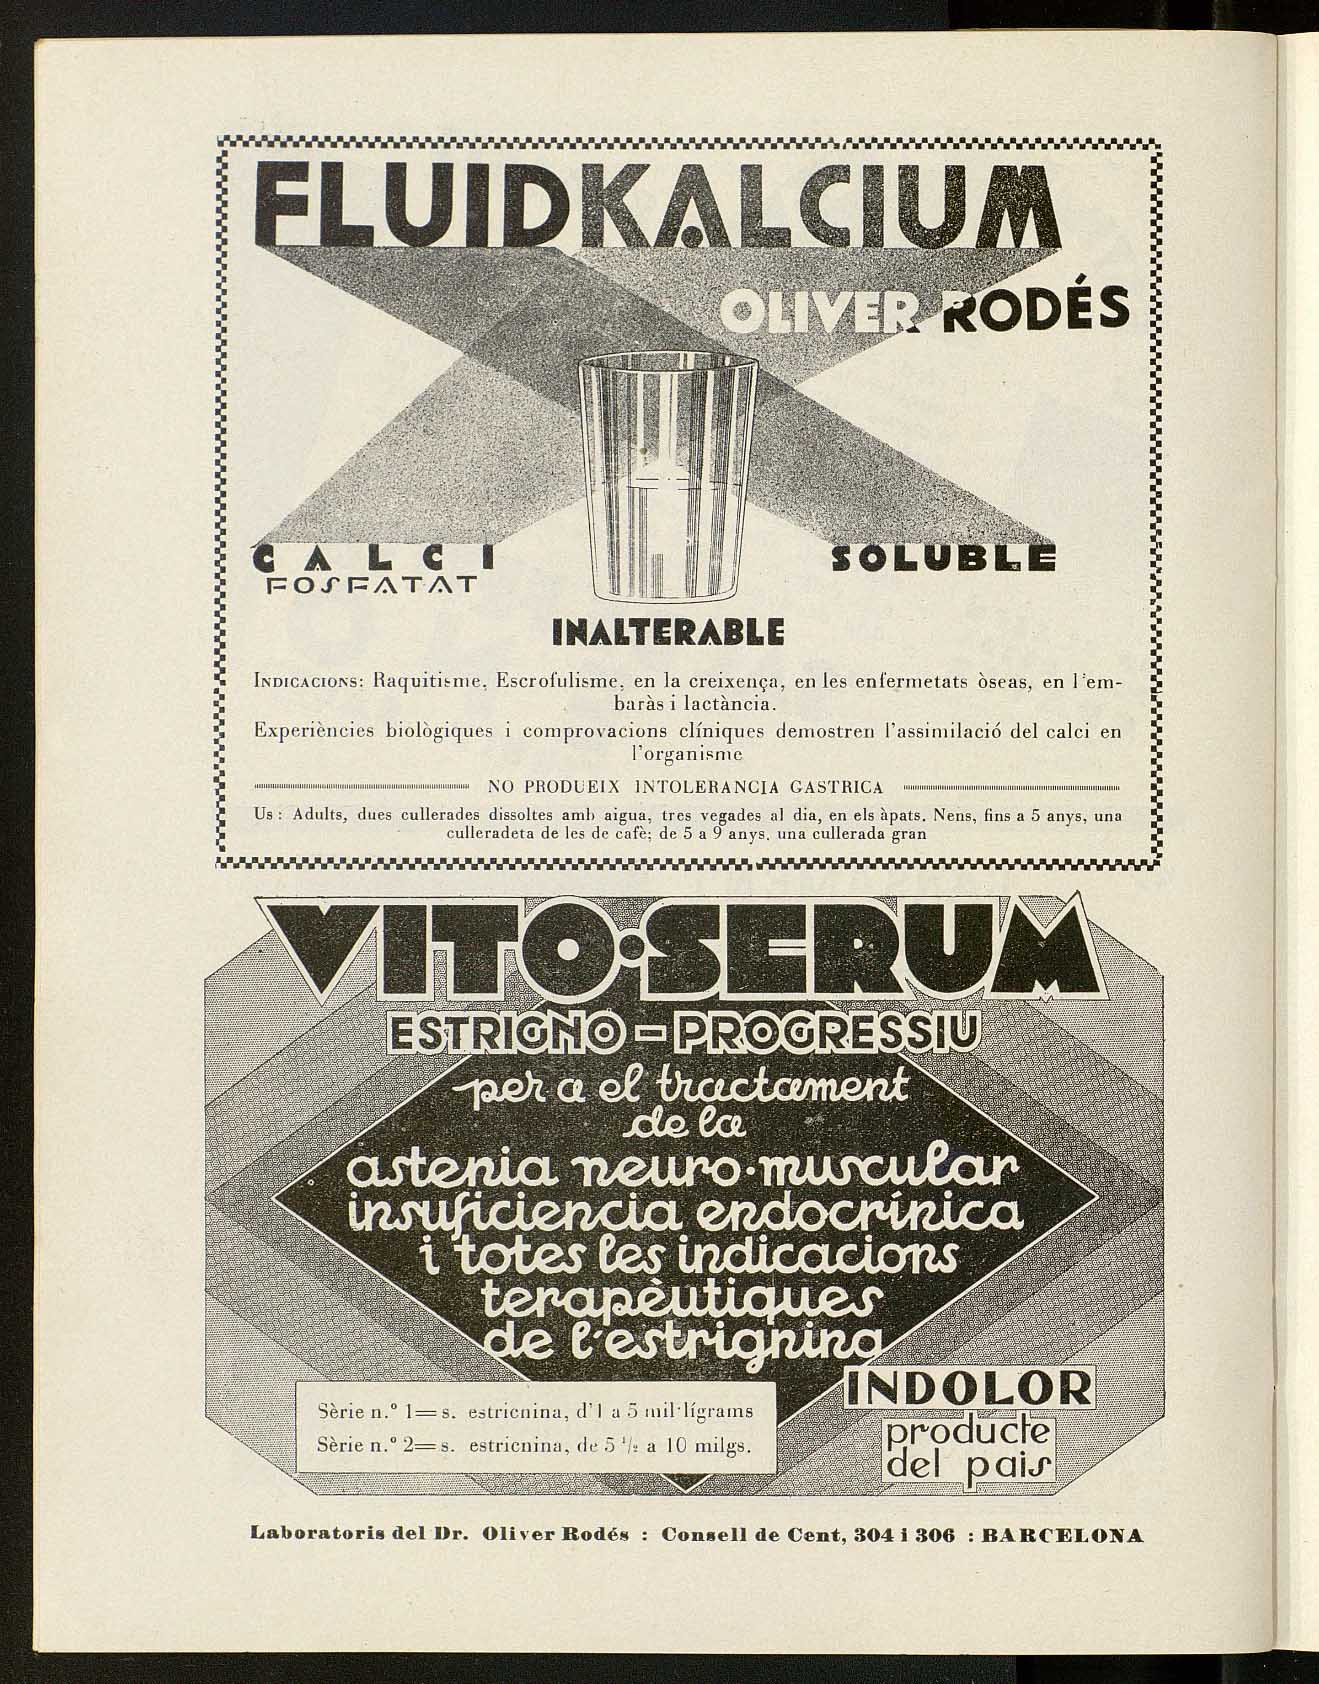 FLUIDKALCIUM
OLIVER RODÉS
CALCI
FOSFATAT
SOLUBLE
INALTERABLE
INDICACIONS: Raquitisme, Escrofulisme, en la creixença, en les enfermetats òseas, en l'em-
baràs i lactància.
Experiències biològiques i comprovacions clíniques demostren l'assimilació del calci en
l'organisme
NO PRODUEIX INTOLERANCIA GASTRICA
Us: Adults, dues cullerades dissoltes amb aigua, tres vegades al dia, en els àpats. Nens, fins a 5 anys, una
culleradeta de les de cafè; de 5 a 9 anys, una cullerada gran
VITO·SERUM
ESTRIGNO-PROGRESSIU
per a el tractament
de la
astenia neuro-muscular
insuficiencia endocrínica
i totes les indicacions
terapèutiques
de l'estrignina
INDOLOR
producte
del pais
Sèrie n.º 1=s. estricnina, d'1 a 5 mil·lígrams
Sèrie n.º 2=s. estricnina, de 5 1/2 a 10 milgs.
Laboratoris del Dr. Oliver Rodés : Consell de Cent, 304 i 306 : BARCELONA